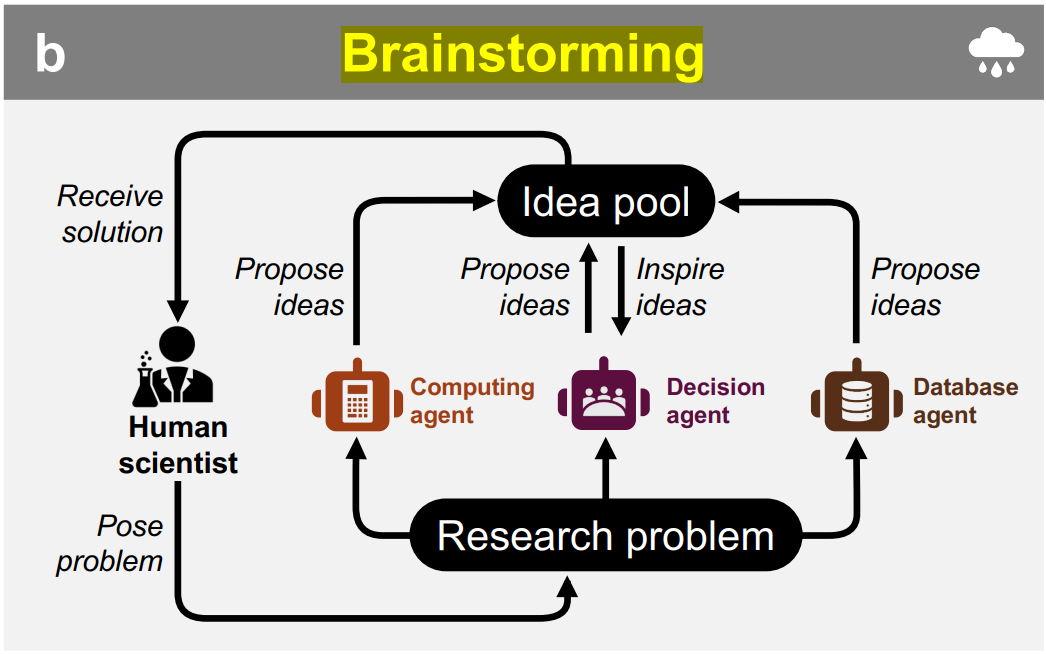 b
Brainstorming
Receive
solution
Idea pool
Propose
ideas
Propose
ideas
Inspire
ideas
Propose
ideas
Computing
agent
Decision
agent
Database
agent
Human
scientist
Pose
problem
Research problem